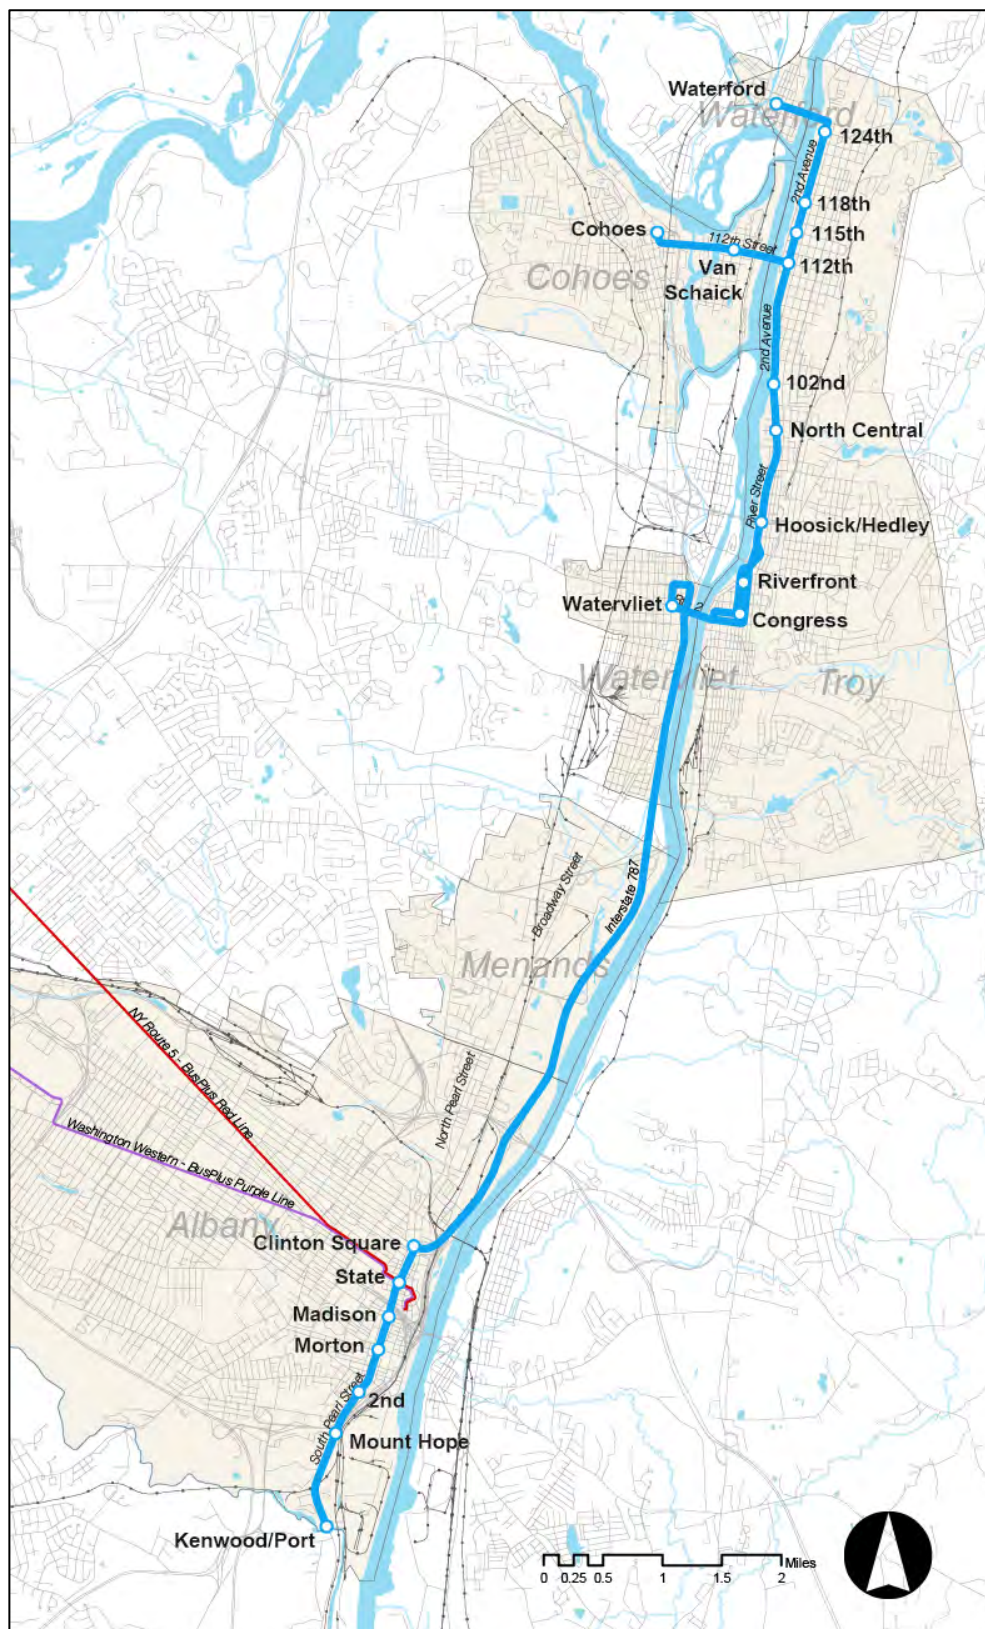 Waterford
Waterford
124th
2nd Avenue
118th
Cohoes
115th
112th Street
Van
Schaick
112th
Cohoes
2nd Avenue
102nd
North Central
River Street
Hoosick/Hedley
Riverfront
Watervliet
2
Congress
Watervliet
Troy
Broadway Street
Interstate 787
Menands
NY Route 5 - BusPlus Red Line
North Pearl Street
Washington Western - BusPlus Purple Line
Albany
Clinton Square
State
Madison
Morton
South Pearl Street
2nd
Mount Hope
Kenwood/Port
Miles
0 0.25 0.5 1 1.5 2